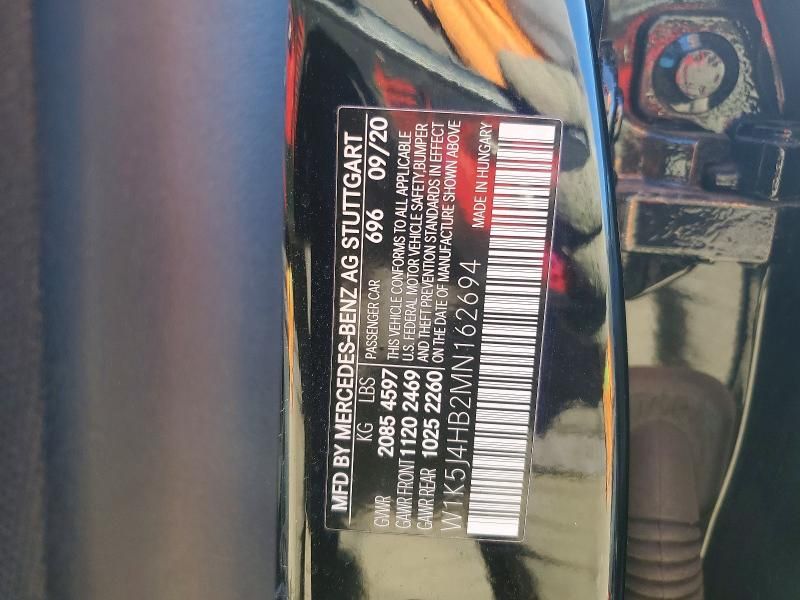 MFD BY MERCEDES-BENZ AG STUTTGART
KG LBS PASSENGER CAR 696 09/20
GVWR 2085 4597 THIS VEHICLE CONFORMS TO ALL APPLICABLE
GAWR FRONT 1120 2469 U.S. FEDERAL MOTOR VEHICLE SAFETY,BUMPER
GAWR REAR 1025 2260 AND THEFT PREVENTION STANDARDS IN EFFECT
ON THE DATE OF MANUFACTURE SHOWN ABOVE
W1K5J4HB2MN162694 MADE IN HUNGARY